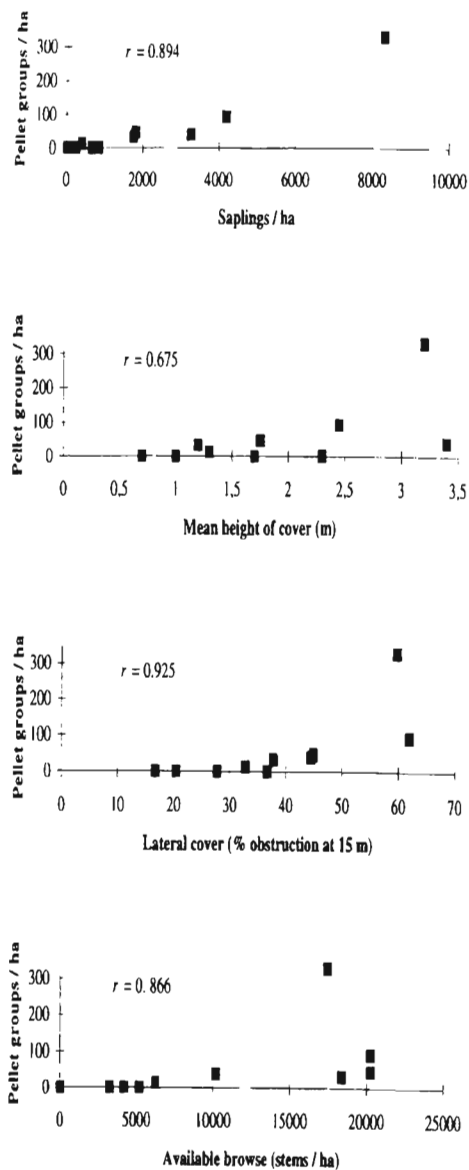 Pellet groups / ha
300
200
100
0
r = 0.894
0 2000 4000 6000 8000 10000
Saplings / ha
Pellet groups / ha
300
200
100
0
r = 0.675
0 0,5 1 1,5 2 2,5 3 3,5
Mean height of cover (m)
Pellet groups / ha
300
200
100
0
r = 0.925
0 10 20 30 40 50 60 70
Lateral cover (% obstruction at 15 m)
Pellet groups / ha
300
200
100
0
r = 0.866
0 5000 10000 15000 20000 25000
Available browse (stems / ha)